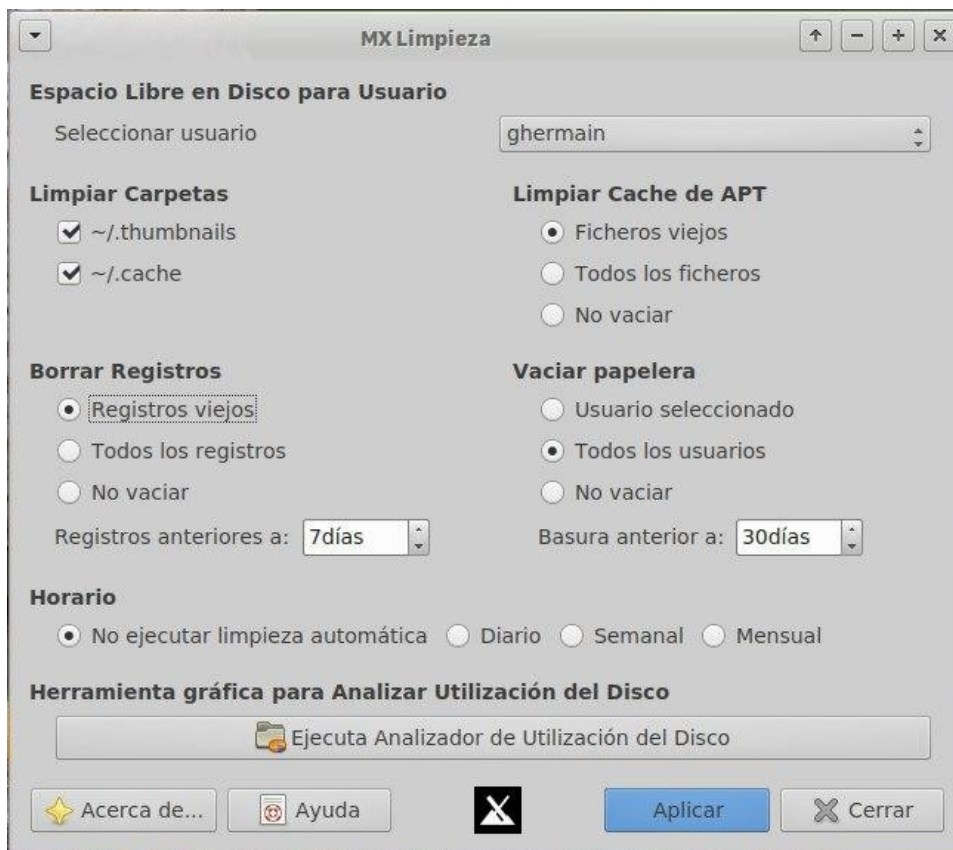 MX Limpieza
Espacio Libre en Disco para Usuario
Seleccionar usuario ghermain
Limpiar Carpetas Limpiar Cache de APT
~/.thumbnails Ficheros viejos
~/.cache Todos los ficheros
No vaciar
Borrar Registros Vaciar papelera
Registros viejos Usuario seleccionado
Todos los registros Todos los usuarios
No vaciar No vaciar
Registros anteriores a: 7días Basura anterior a: 30días
Horario
No ejecutar limpieza automática Diario Semanal Mensual
Herramienta gráfica para Analizar Utilización del Disco
Ejecuta Analizador de Utilización del Disco
Acerca de... Ayuda Aplicar Cerrar